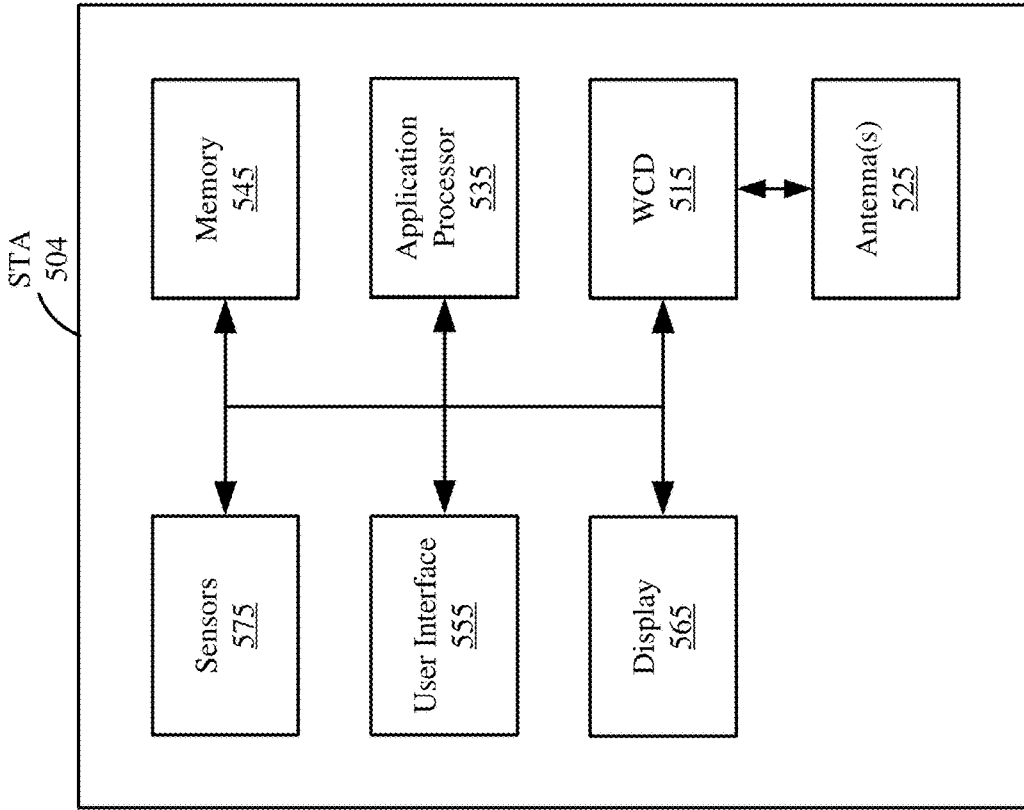 STA
504
Memory
545
Application
Processor
535
WCD
515
Antenna(s)
525
Sensors
575
User Interface
555
Display
565